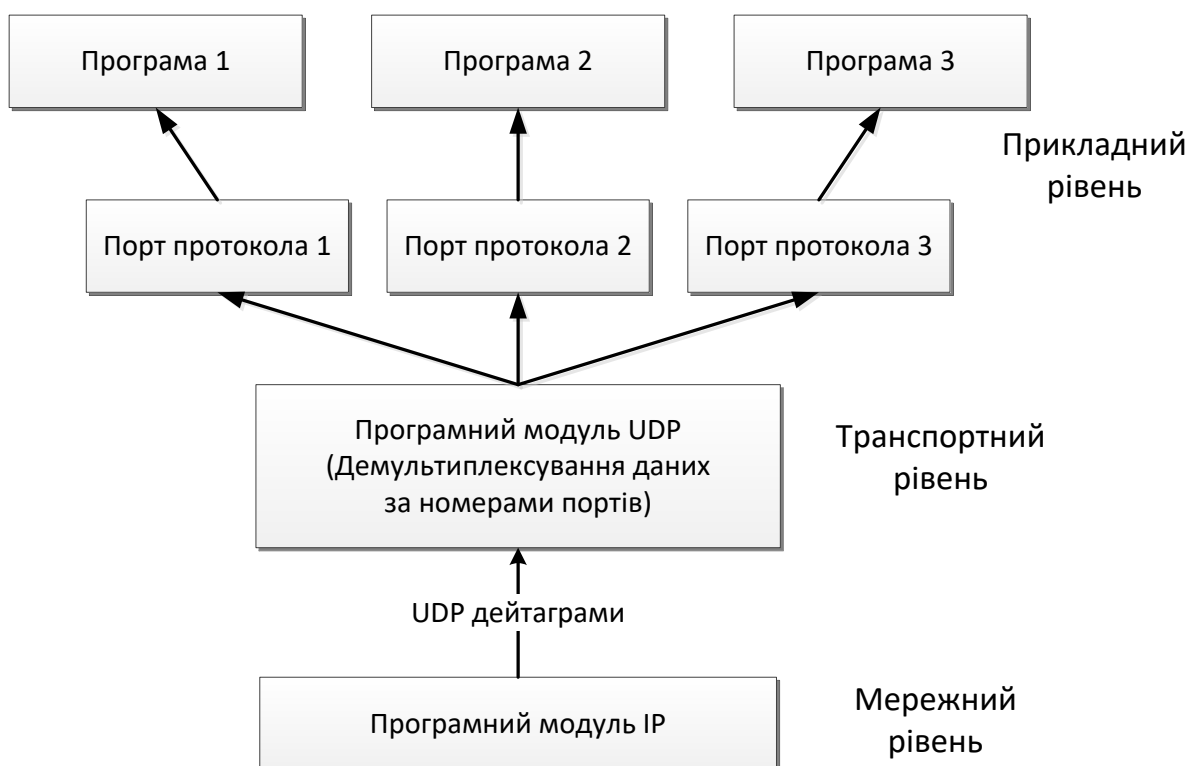 Програма 1
Програма 2
Програма 3
Прикладний
рівень
Порт протокола 1
Порт протокола 2
Порт протокола 3
Програмний модуль UDP
(Демультиплексування даних
за номерами портів)
Транспортний
рівень
UDP дейтаграми
Програмний модуль IP
Мережний
рівень